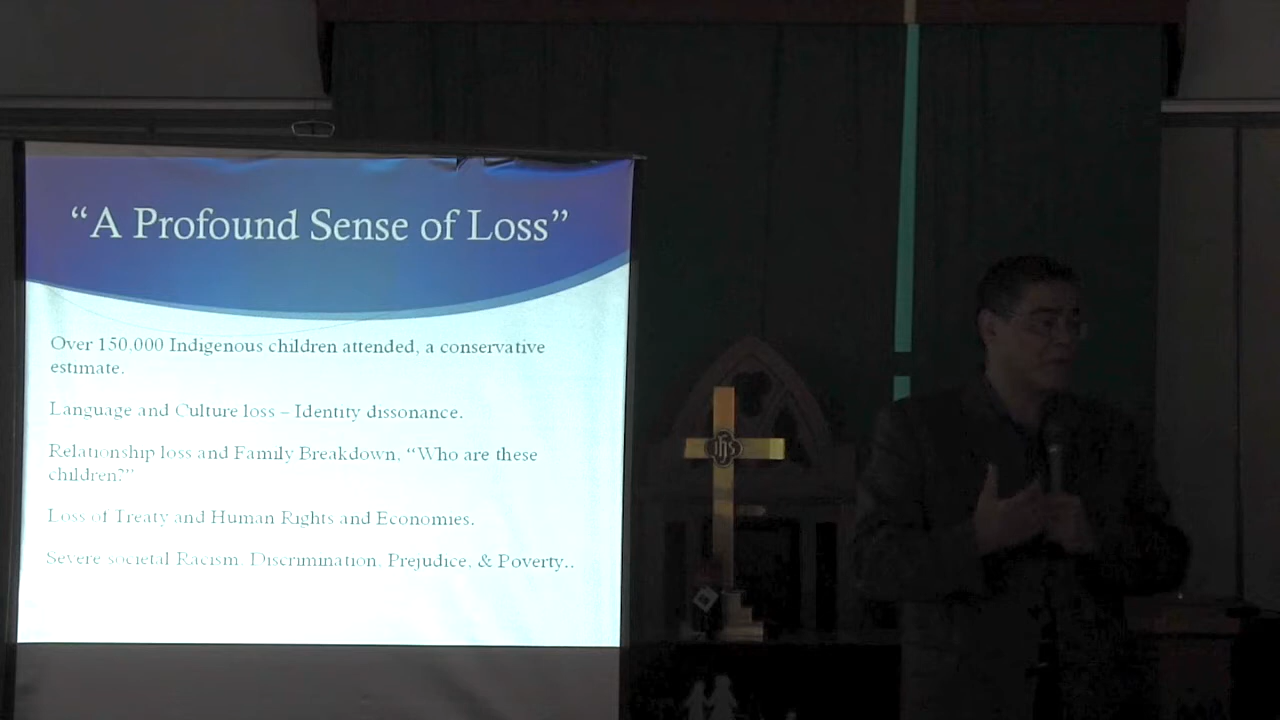 “A Profound Sense of Loss”
Over 150,000 Indigenous children attended, a conservative
estimate.
Language and Culture loss – Identity dissonance.
Relationship loss and Family Breakdown, “Who are these
children?”
Loss of Treaty and Human Rights and Economies.
Severe societal Racism, Discrimination, Prejudice, & Poverty..
ihs